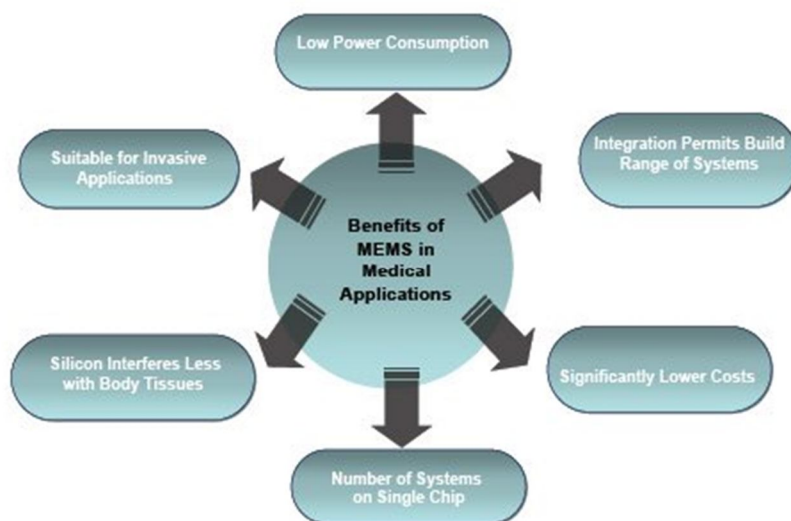 Low Power Consumption
Integration Permits Build
Range of Systems
Suitable for Invasive
Applications
Benefits of
MEMS in
Medical
Applications
Silicon Interferes Less
with Body Tissues
Significantly Lower Costs
Number of Systems
on Single Chip